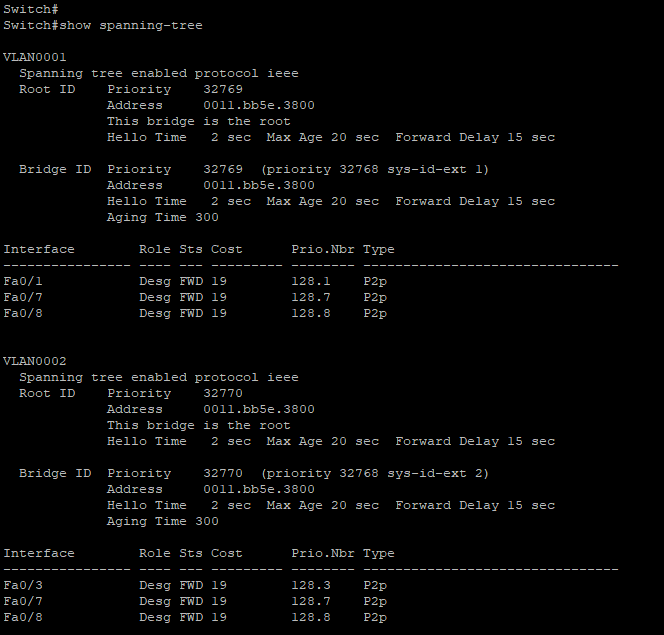 Switch#
Switch#show spanning-tree

VLAN0001
  Spanning tree enabled protocol ieee
  Root ID    Priority    32769
             Address     0011.bb5e.3800
             This bridge is the root
             Hello Time   2 sec  Max Age 20 sec  Forward Delay 15 sec

  Bridge ID  Priority    32769  (priority 32768 sys-id-ext 1)
             Address     0011.bb5e.3800
             Hello Time   2 sec  Max Age 20 sec  Forward Delay 15 sec
             Aging Time 300

Interface        Role Sts Cost      Prio.Nbr Type
---------------- ---- --- --------- -------- --------------------------------
Fa0/1            Desg FWD 19        128.1    P2p
Fa0/7            Desg FWD 19        128.7    P2p
Fa0/8            Desg FWD 19        128.8    P2p


VLAN0002
  Spanning tree enabled protocol ieee
  Root ID    Priority    32770
             Address     0011.bb5e.3800
             This bridge is the root
             Hello Time   2 sec  Max Age 20 sec  Forward Delay 15 sec

  Bridge ID  Priority    32770  (priority 32768 sys-id-ext 2)
             Address     0011.bb5e.3800
             Hello Time   2 sec  Max Age 20 sec  Forward Delay 15 sec
             Aging Time 300

Interface        Role Sts Cost      Prio.Nbr Type
---------------- ---- --- --------- -------- --------------------------------
Fa0/3            Desg FWD 19        128.3    P2p
Fa0/7            Desg FWD 19        128.7    P2p
Fa0/8            Desg FWD 19        128.8    P2p